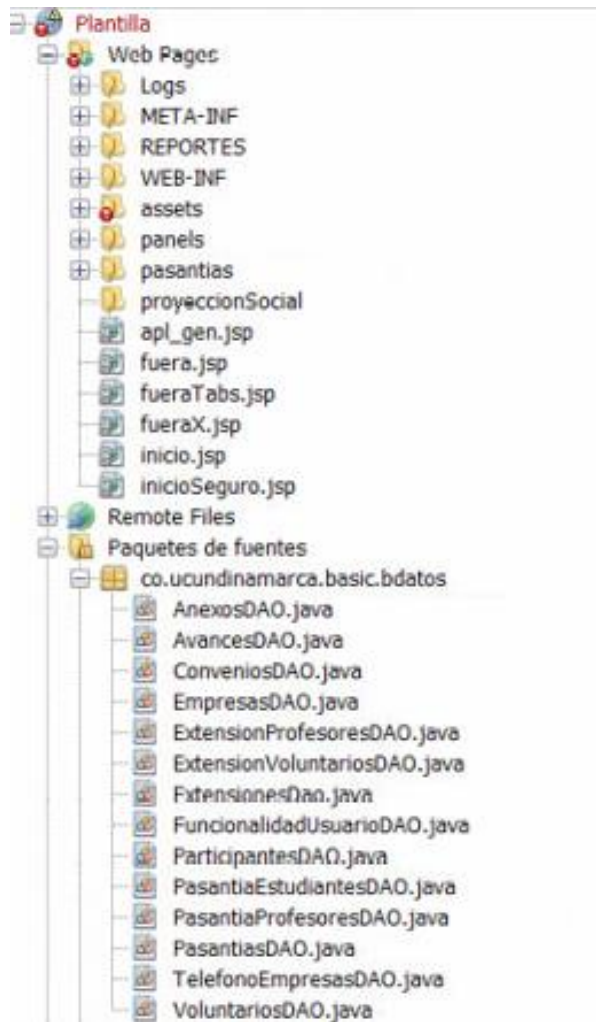 Plantilla
Web Pages
Logs
META-INF
REPORTES
WEB-INF
assets
panels
pasantias
proyeccionSocial
apl_gen.jsp
fuera.jsp
fueraTabs.jsp
fueraX.jsp
inicio.jsp
inicioSeguro.jsp
Remote Files
Paquetes de fuentes
co.ucundinamarca.basic.bdatos
AnexosDAO.java
AvancesDAO.java
ConveniosDAO.java
EmpresasDAO.java
ExtensionProfesoresDAO.java
ExtensionVoluntariosDAO.java
ExtensionesDao.java
FuncionalidadUsuarioDAO.java
ParticipantesDAO.java
PasantiaEstudiantesDAO.java
PasantiaProfesoresDAO.java
PasantiasDAO.java
TelefonoEmpresasDAO.java
VoluntariosDAO.java